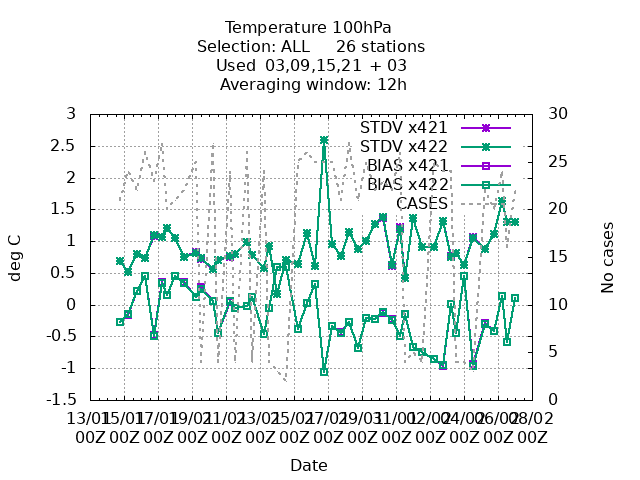 Temperature 100hPa
Selection: ALL 26 stations
Used 03,09,15,21 + 03
Averaging window: 12h
3
2.5
2
1.5
1
0.5
0
-0.5
-1
-1.5
deg C
30
25
20
15
10
5
0
No cases
STDV x421
STDV x422
BIAS x421
BIAS x422
CASES
13/01 15/01 17/01 19/01 21/01 23/01 25/01 27/01 29/01 31/01 02/02 24/02 26/02 28/02
00Z 00Z 00Z 00Z 00Z 00Z 00Z 00Z 00Z 00Z 00Z 00Z 00Z 00Z
Date